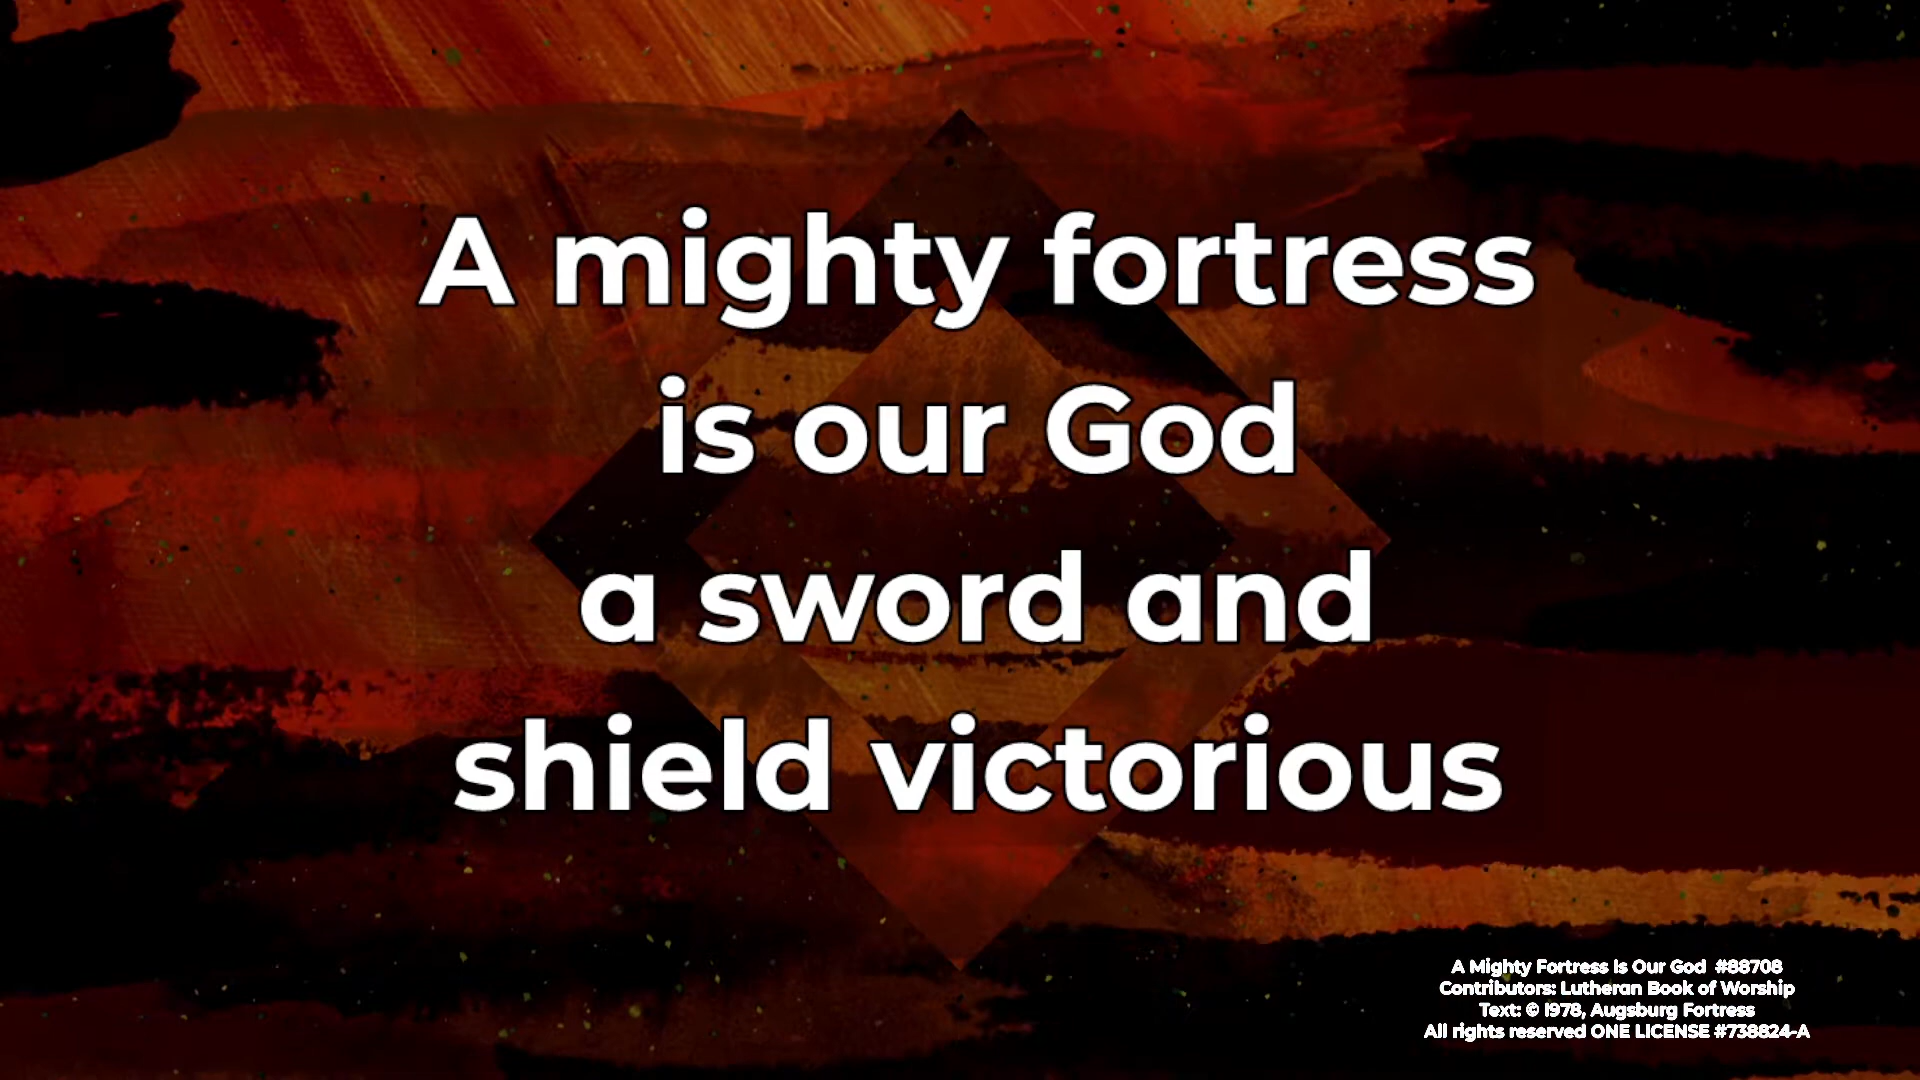 A mighty fortress
is our God
a sword and
shield victorious
A Mighty Fortress Is Our God #88708
Contributors: Lutheran Book of Worship
Text: © 1978, Augsburg Fortress
All rights reserved ONE LICENSE #738824-A